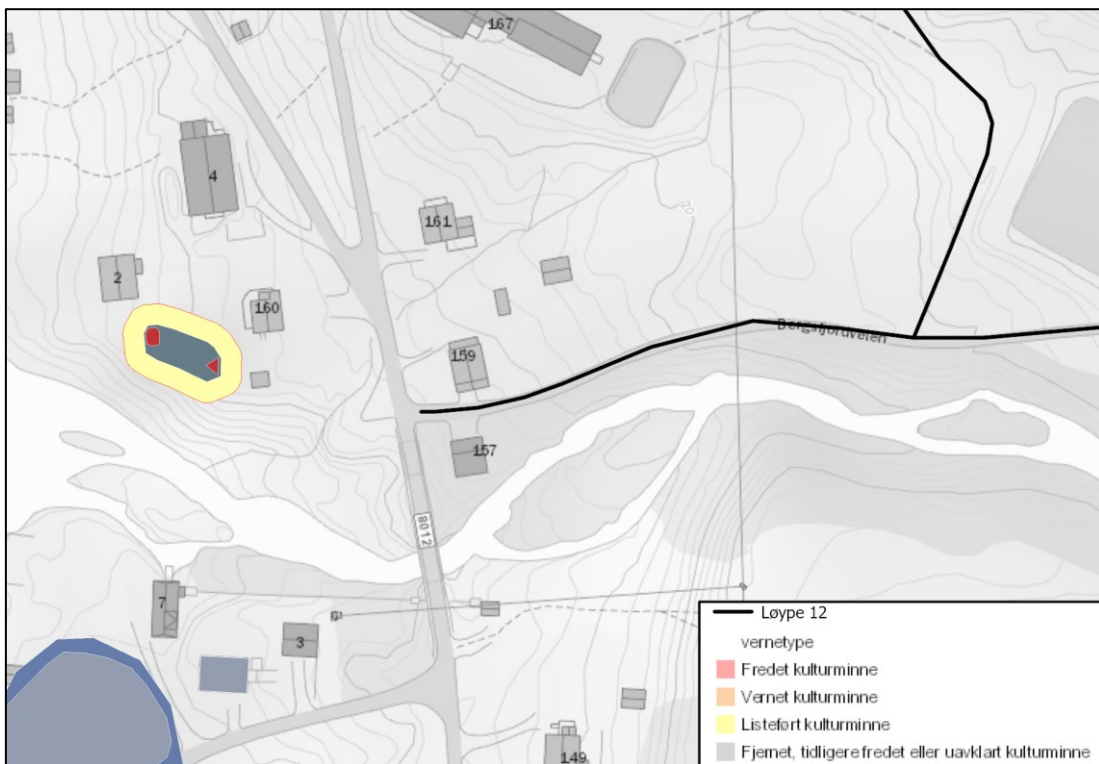 167
4
20
161
2
160
Bergsfjordveien
159
157
8012
7
3
149
Løype 12
vernetype
Fredet kulturminne
Vernet kulturminne
Listeført kulturminne
Fjernet, tidligere fredet eller uavklart kulturminne